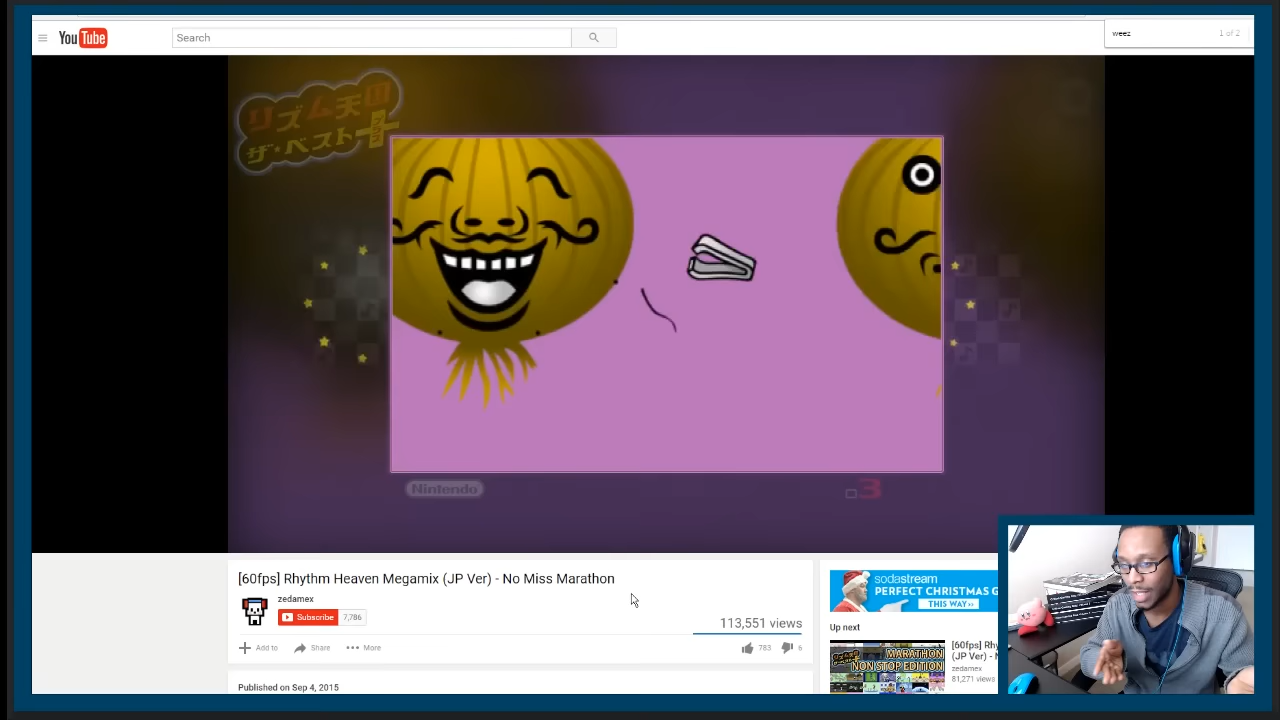 YouTube
Search
weez
1 of 2
リズム天国
ザ・ベスト+
Nintendo
3
[60fps] Rhythm Heaven Megamix (JP Ver) - No Miss Marathon
zedamex
Subscribe 7,786
113,551 views
Add to Share More
783 6
Published on Sep 4, 2015
sodastream
PERFECT CHRISTMAS G
THIS WAY>>
Up next
MARATHON
NON STOP EDITION
[60fps] Rhy
(JP Ver) - N
zedamex
81,271 views